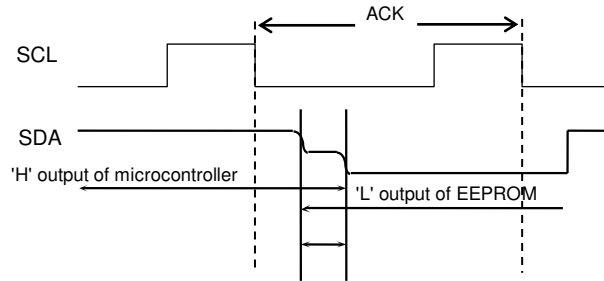 ACK
SCL
SDA
'H' output of microcontroller
'L' output of EEPROM